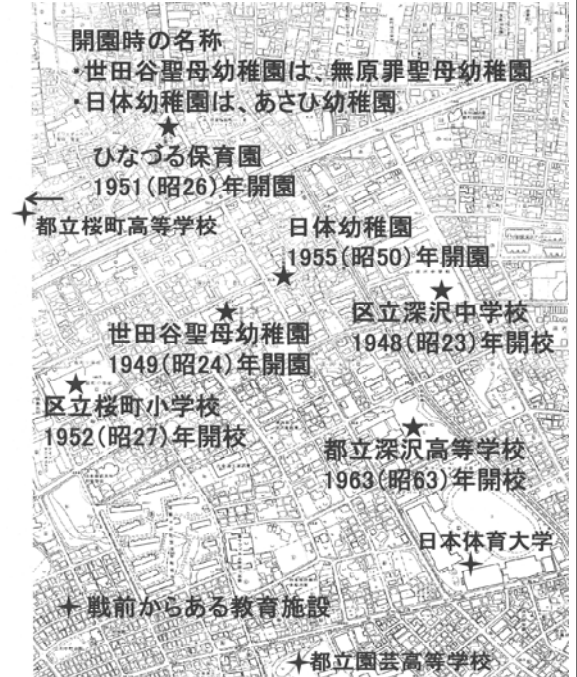 開園時の名称
・世田谷聖母幼稚園は、無原罪聖母幼稚園
・日体幼稚園は、あさひ幼稚園
ひなづる保育園
1951(昭26)年開園
都立桜町高等学校
日体幼稚園
1955(昭50)年開園
区立深沢中学校
1948(昭23)年開校
世田谷聖母幼稚園
1949(昭24)年開園
区立桜町小学校
1952(昭27)年開校
都立深沢高等学校
1963(昭63)年開校
日本体育大学
戦前からある教育施設
都立園芸高等学校